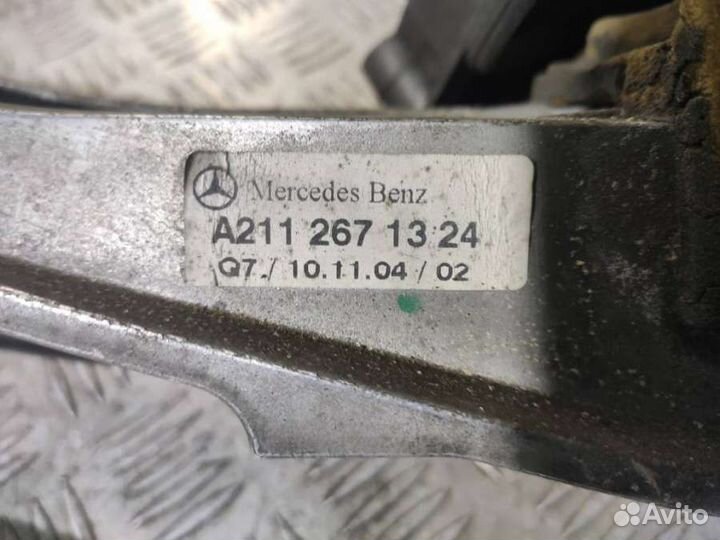 Mercedes Benz
A211 267 13 24
Q7./ 10.11.04 / 02
Avito